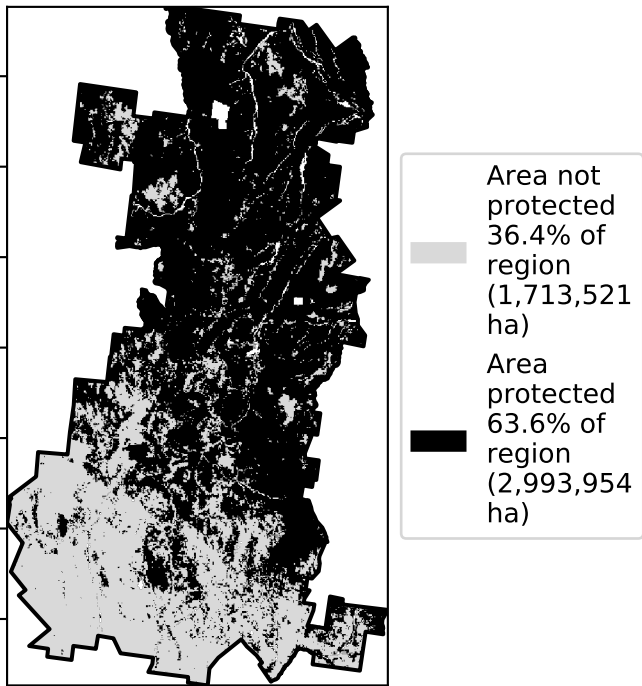 Area not
protected
36.4% of
region
(1,713,521
ha)
Area
protected
63.6% of
region
(2,993,954
ha)